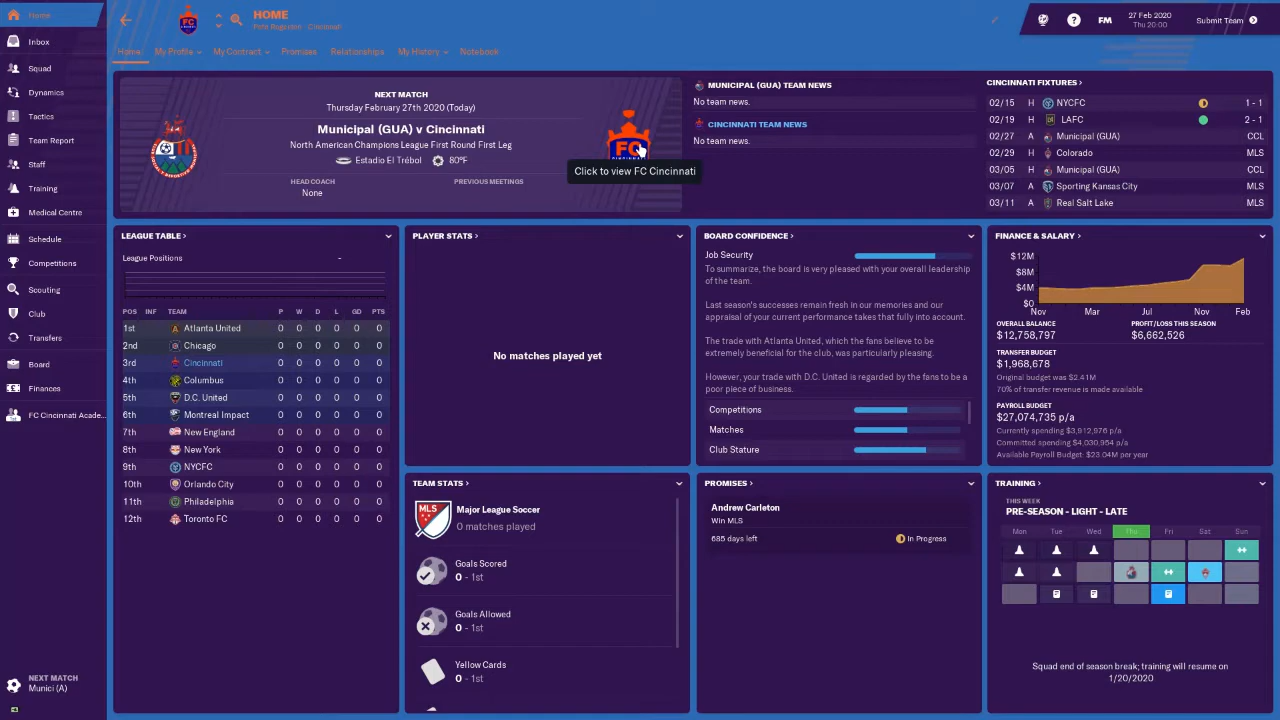 Home
Inbox
Squad
Dynamics
Tactics
Team Report
Staff
Training
Medical Centre
Schedule
Competitions
Scouting
Club
Transfers
Board
Finances
FC Cincinnati Acade...
NEXT MATCH
Munici (A)
HOME
Cincinnati
27 Feb 2020
Thu 20:00
Submit Team
FM
Home
My Profile
My Contract
Promises
Relationships
My History
Notebook
NEXT MATCH
Thursday February 27th 2020 (Today)
Municipal (GUA) v Cincinnati
North American Champions League First Round First Leg
Estadio El Trébol 80°F
HEAD COACH
None
PREVIOUS MEETINGS
Click to view FC Cincinnati
MUNICIPAL (GUA) TEAM NEWS
No team news.
CINCINNATI TEAM NEWS
No team news.
CINCINNATI FIXTURES >
02/15 H NYCFC 1 - 1
02/19 H LAFC 2 - 1
02/27 A Municipal (GUA) CCL
02/29 H Colorado MLS
03/05 H Municipal (GUA) CCL
03/07 A Sporting Kansas City MLS
03/11 A Real Salt Lake MLS
LEAGUE TABLE >
League Positions -
POS INF TEAM P W D L GD PTS
1st Atlanta United 0 0 0 0 0 0
2nd Chicago 0 0 0 0 0 0
3rd Cincinnati 0 0 0 0 0 0
4th Columbus 0 0 0 0 0 0
5th D.C. United 0 0 0 0 0 0
6th Montreal Impact 0 0 0 0 0 0
7th New England 0 0 0 0 0 0
8th New York 0 0 0 0 0 0
9th NYCFC 0 0 0 0 0 0
10th Orlando City 0 0 0 0 0 0
11th Philadelphia 0 0 0 0 0 0
12th Toronto FC 0 0 0 0 0 0
PLAYER STATS >
No matches played yet
TEAM STATS >
MLS
Major League Soccer
0 matches played
Goals Scored
0 - 1st
Goals Allowed
0 - 1st
Yellow Cards
0 - 1st
BOARD CONFIDENCE >
Job Security
To summarize, the board is very pleased with your overall leadership
of the team.
Last season's successes remain fresh in our memories and our
appraisal of your current performance takes that fully into account.
The trade with Atlanta United, which the fans believe to be
extremely beneficial for the club, was particularly pleasing.
However, your trade with D.C. United is regarded by the fans to be a
poor piece of business.
Competitions
Matches
Club Stature
PROMISES >
Andrew Carleton
Win MLS
685 days left
In Progress
FINANCE & SALARY >
$12M
$8M
$4M
$0
Nov Mar Jul Nov Feb
OVERALL BALANCE
$12,758,797
PROFIT/LOSS THIS SEASON
$6,662,526
TRANSFER BUDGET
$1,968,678
Original budget was $2.41M
70% of transfer revenue is made available
PAYROLL BUDGET
$27,074,735 p/a
Currently spending $3,912,976 p/a
Committed spending $4,030,954 p/a
Available Payroll Budget: $23.04M per year
TRAINING >
THIS WEEK
PRE-SEASON - LIGHT - LATE
Mon Tue Wed Thu Fri Sat Sun
Squad end of season break; training will resume on
1/20/2020